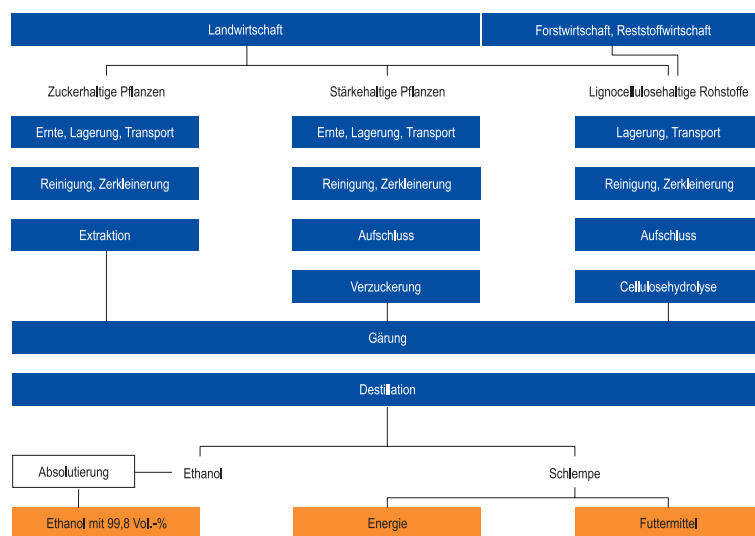 Landwirtschaft
Forstwirtschaft, Reststoffwirtschaft
Zuckerhaltige Pflanzen
Stärkehaltige Pflanzen
Lignocellulosehaltige Rohstoffe
Ernte, Lagerung, Transport
Ernte, Lagerung, Transport
Lagerung, Transport
Reinigung, Zerkleinerung
Reinigung, Zerkleinerung
Reinigung, Zerkleinerung
Extraktion
Aufschluss
Aufschluss
Verzuckerung
Cellulosehydrolyse
Gärung
Destillation
Absolutierung
Ethanol
Schlempe
Ethanol mit 99,8 Vol.-%
Energie
Futtermittel